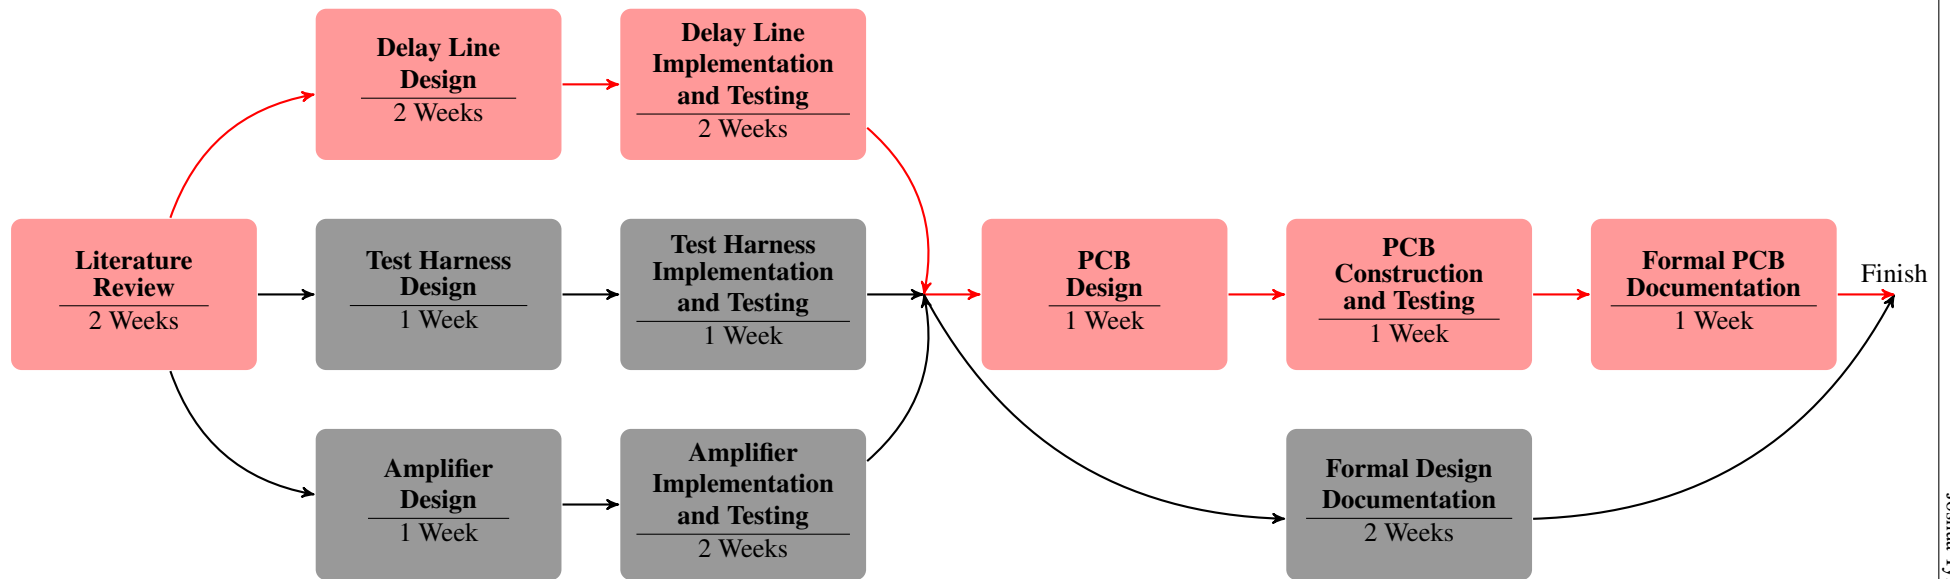 Delay Line
Design
2 Weeks
Delay Line
Implementation
and Testing
2 Weeks
Literature
Review
2 Weeks
Test Harness
Design
1 Week
Test Harness
Implementation
and Testing
1 Week
PCB
Design
1 Week
PCB
Construction
and Testing
1 Week
Formal PCB
Documentation
1 Week
Finish
Amplifier
Design
1 Week
Amplifier
Implementation
and Testing
2 Weeks
Formal Design
Documentation
2 Weeks